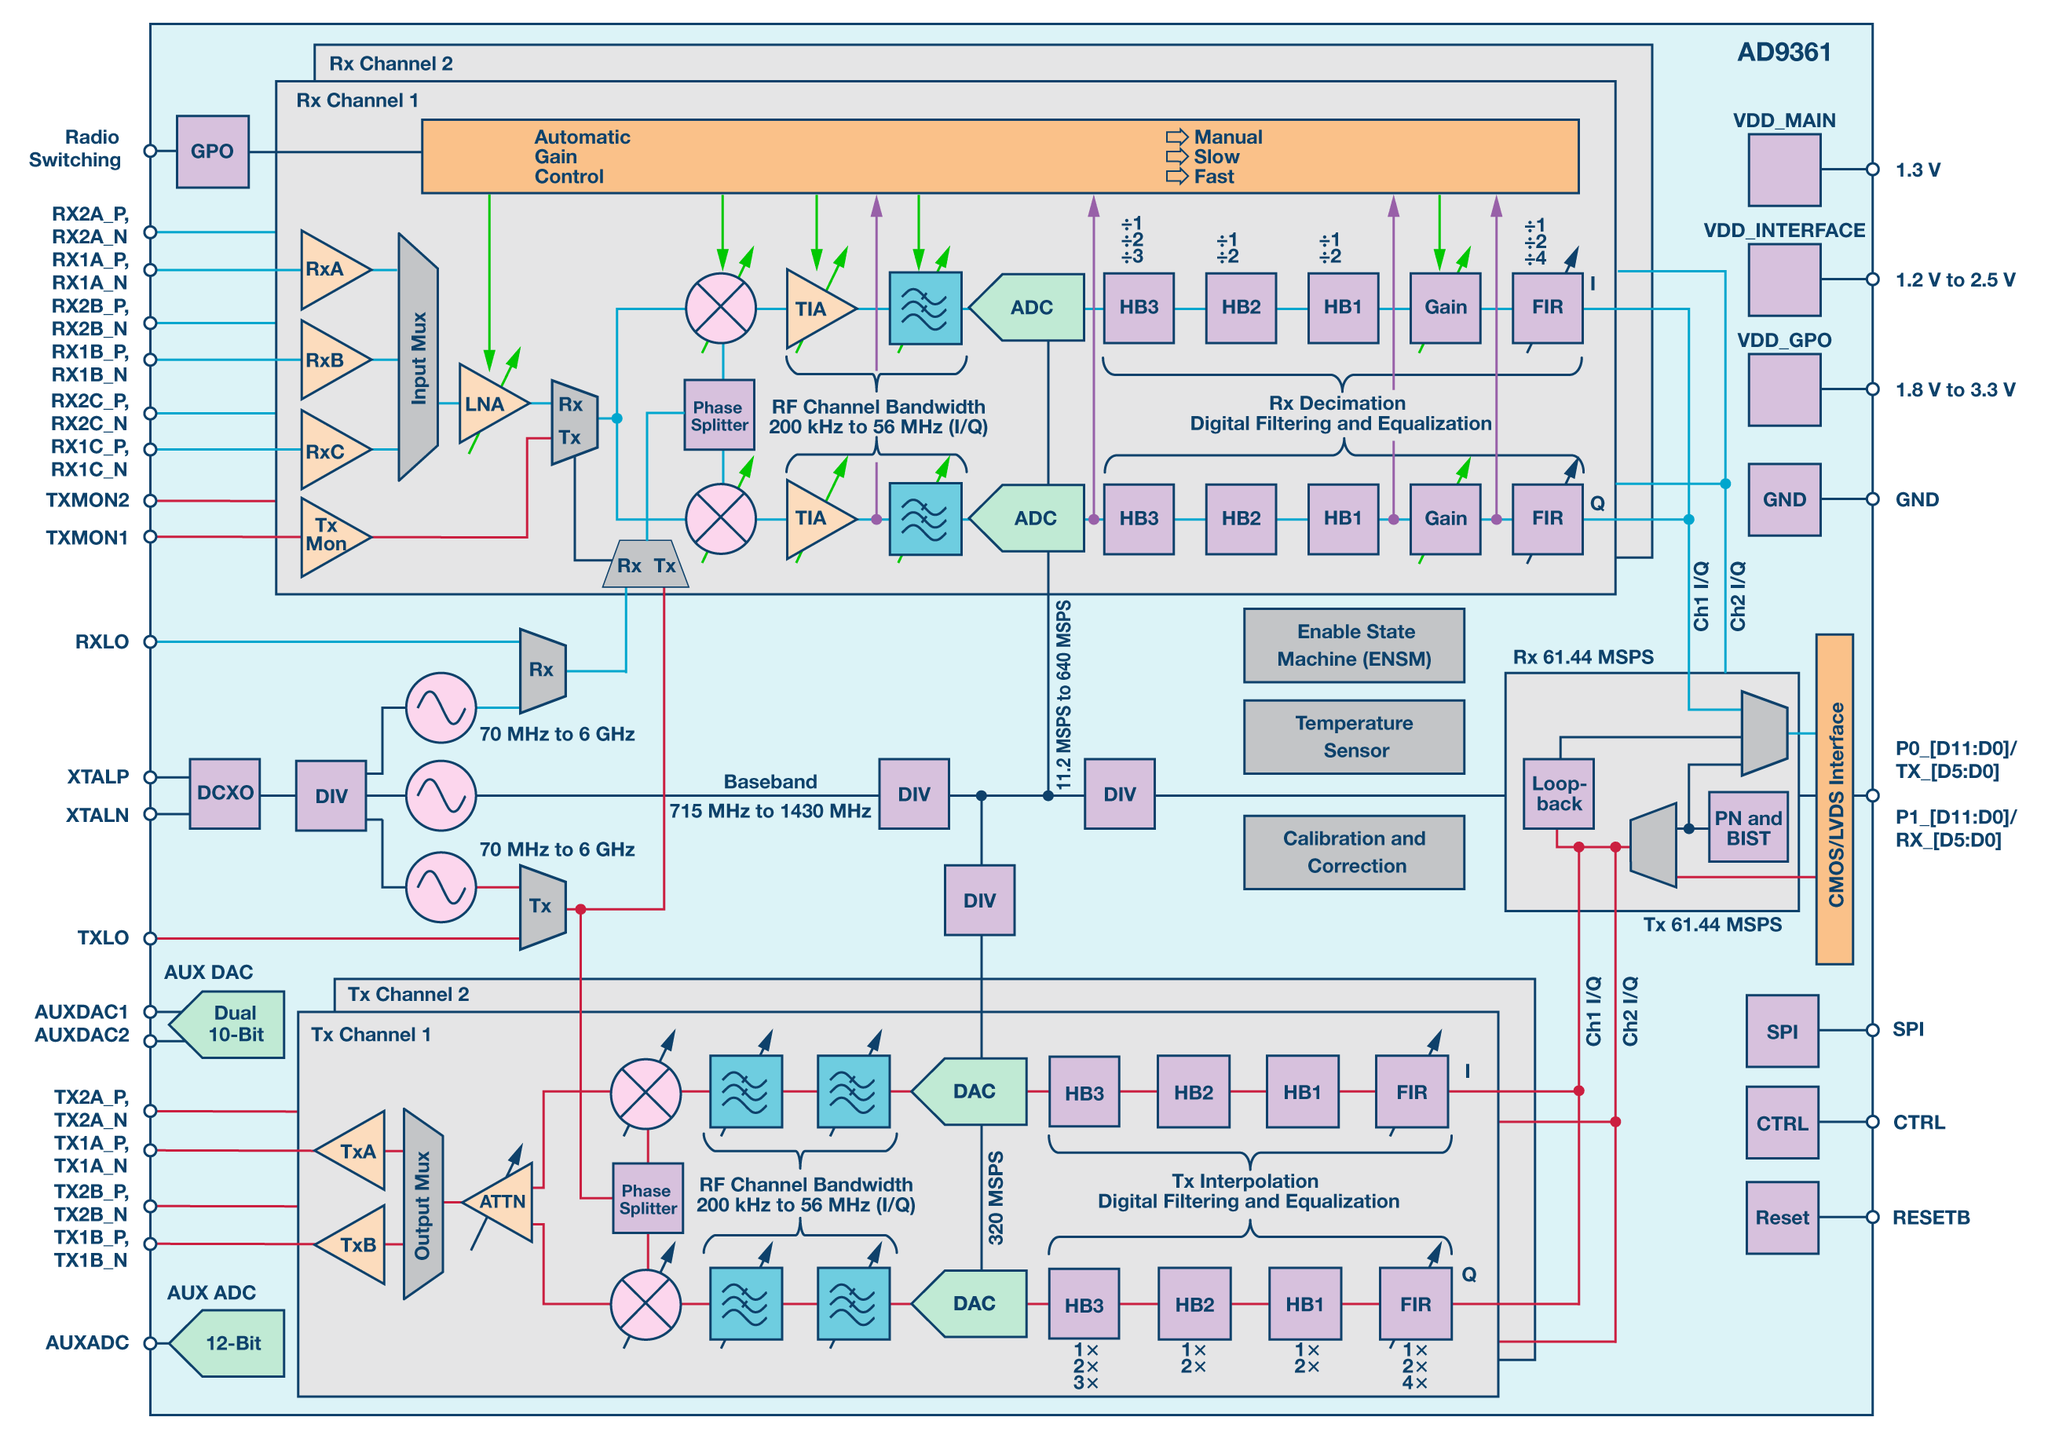 AD9361
Rx Channel 2
Rx Channel 1
Radio
Switching
GPO
Automatic
Gain
Control
Manual
Slow
Fast
VDD_MAIN
1.3 V
VDD_INTERFACE
1.2 V to 2.5 V
VDD_GPO
1.8 V to 3.3 V
GND
GND
RX2A_P,
RX2A_N
RX1A_P,
RX1A_N
RX2B_P,
RX2B_N
RX1B_P,
RX1B_N
RX2C_P,
RX2C_N
RX1C_P,
RX1C_N
TXMON2
TXMON1
RxA
RxB
RxC
Tx
Mon
Input Mux
LNA
Rx
Tx
Phase
Splitter
TIA
ADC
÷1
÷2
÷3
÷1
÷2
÷1
÷2
÷1
÷2
÷4
HB3
HB2
HB1
Gain
FIR
I
RF Channel Bandwidth
200 kHz to 56 MHz (I/Q)
Rx Decimation
Digital Filtering and Equalization
TIA
ADC
HB3
HB2
HB1
Gain
FIR
Q
Rx Tx
Ch1 I/Q
Ch2 I/Q
RXLO
Rx
70 MHz to 6 GHz
XTALP
XTALN
DCXO
DIV
Baseband
715 MHz to 1430 MHz
DIV
11.2 MSPS to 640 MSPS
DIV
DIV
70 MHz to 6 GHz
Tx
TXLO
Enable State
Machine (ENSM)
Temperature
Sensor
Calibration and
Correction
Rx 61.44 MSPS
Loop-
back
PN and
BIST
Tx 61.44 MSPS
CMOS/LVDS Interface
P0_[D11:D0]/
TX_[D5:D0]
P1_[D11:D0]/
RX_[D5:D0]
AUX DAC
AUXDAC1
AUXDAC2
Dual
10-Bit
Tx Channel 2
Tx Channel 1
Ch1 I/Q
Ch2 I/Q
SPI
SPI
CTRL
CTRL
Reset
RESETB
TX2A_P,
TX2A_N
TX1A_P,
TX1A_N
TX2B_P,
TX2B_N
TX1B_P,
TX1B_N
TxA
TxB
Output Mux
ATTN
Phase
Splitter
DAC
HB3
HB2
HB1
FIR
I
RF Channel Bandwidth
200 kHz to 56 MHz (I/Q)
320 MSPS
Tx Interpolation
Digital Filtering and Equalization
DAC
HB3
HB2
HB1
FIR
Q
1×
2×
3×
1×
2×
1×
2×
1×
2×
4×
AUX ADC
AUXADC
12-Bit